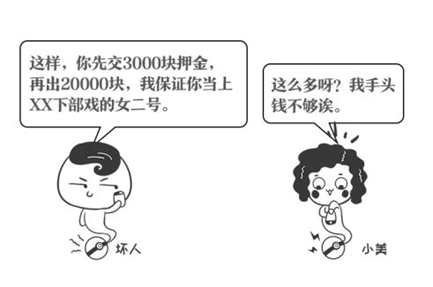 这样，你先交3000块押金，
再出20000块，我保证你当上
XX下部戏的女二号。
这么多呀？我手头
钱不够诶。
坏人
小美